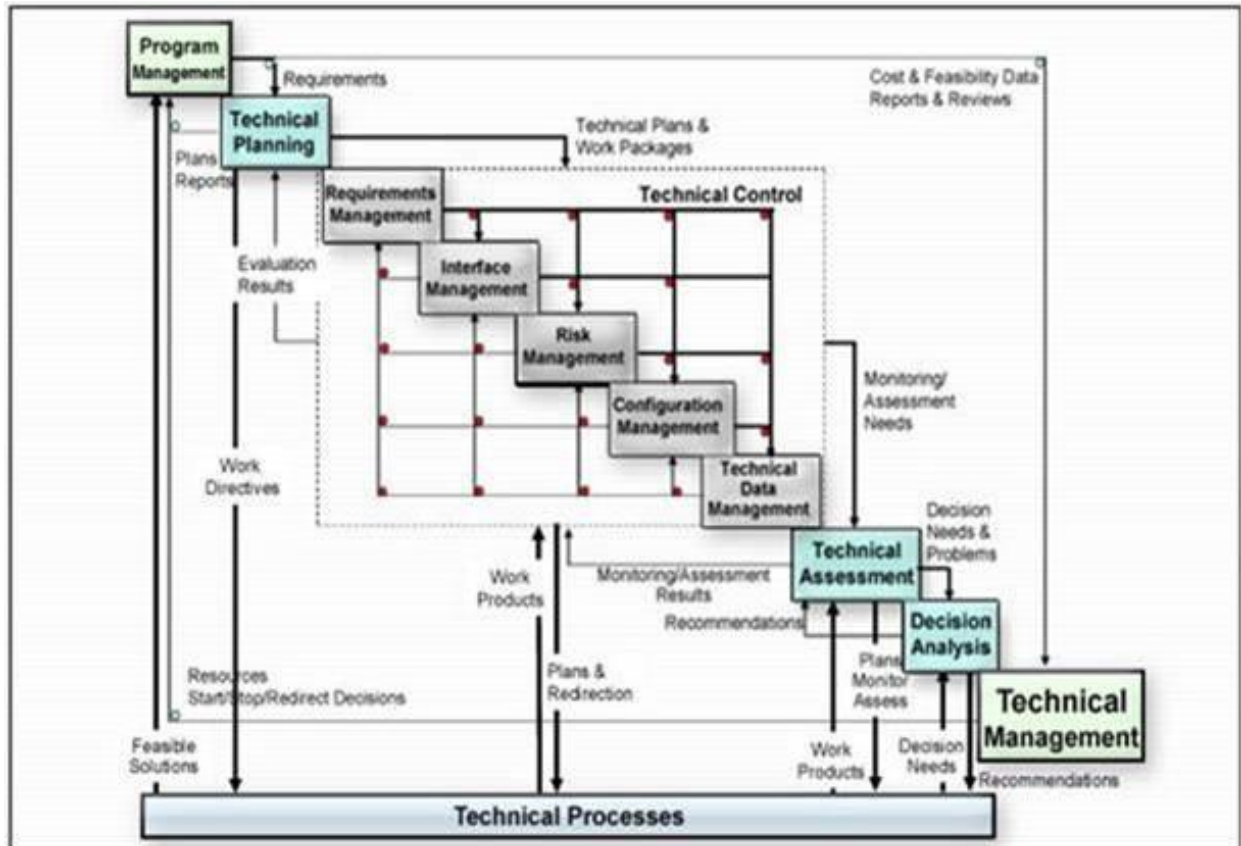 Program
Management
Requirements
Cost & Feasibility Data
Reports & Reviews
Technical
Planning
Technical Plans &
Work Packages
Plans
Reports
Requirements
Management
Technical Control
Evaluation
Results
Interface
Management
Risk
Management
Monitoring/
Assessment
Needs
Configuration
Management
Work
Directives
Technical
Data
Management
Decision
Needs &
Problems
Technical
Assessment
Work
Products
Monitoring/Assessment
Results
Recommendations
Decision
Analysis
Resources
Start/Stop/Redirect Decisions
Plans &
Redirection
Plans
Monitor
Assess
Technical
Management
Feasible
Solutions
Work
Products
Decision
Needs
Recommendations
Technical Processes